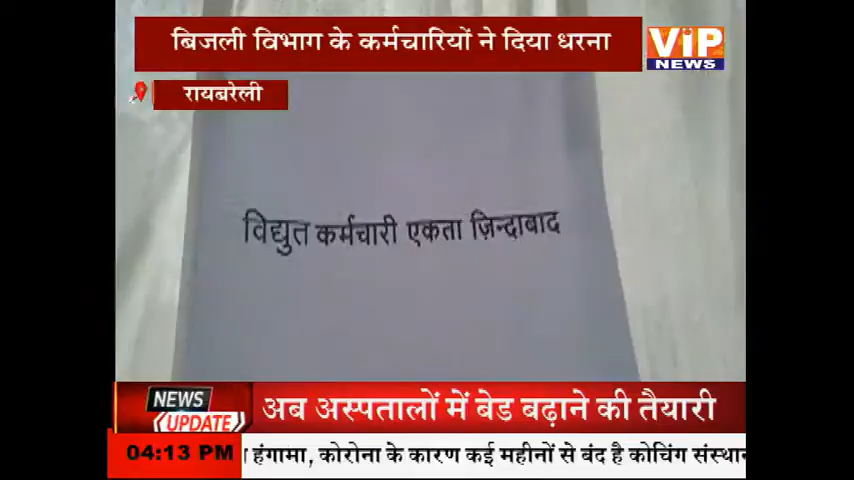 बिजली विभाग के कर्मचारियों ने दिया धरना
ViP
NEWS
रायबरेली
विद्युत कर्मचारी एकता ज़िन्दाबाद
NEWS
UPDATE
अब अस्पतालों में बेड बढ़ाने की तैयारी
04:13 PM
हंगामा, कोरोना के कारण कई महीनों से बंद है कोचिंग संस्थान